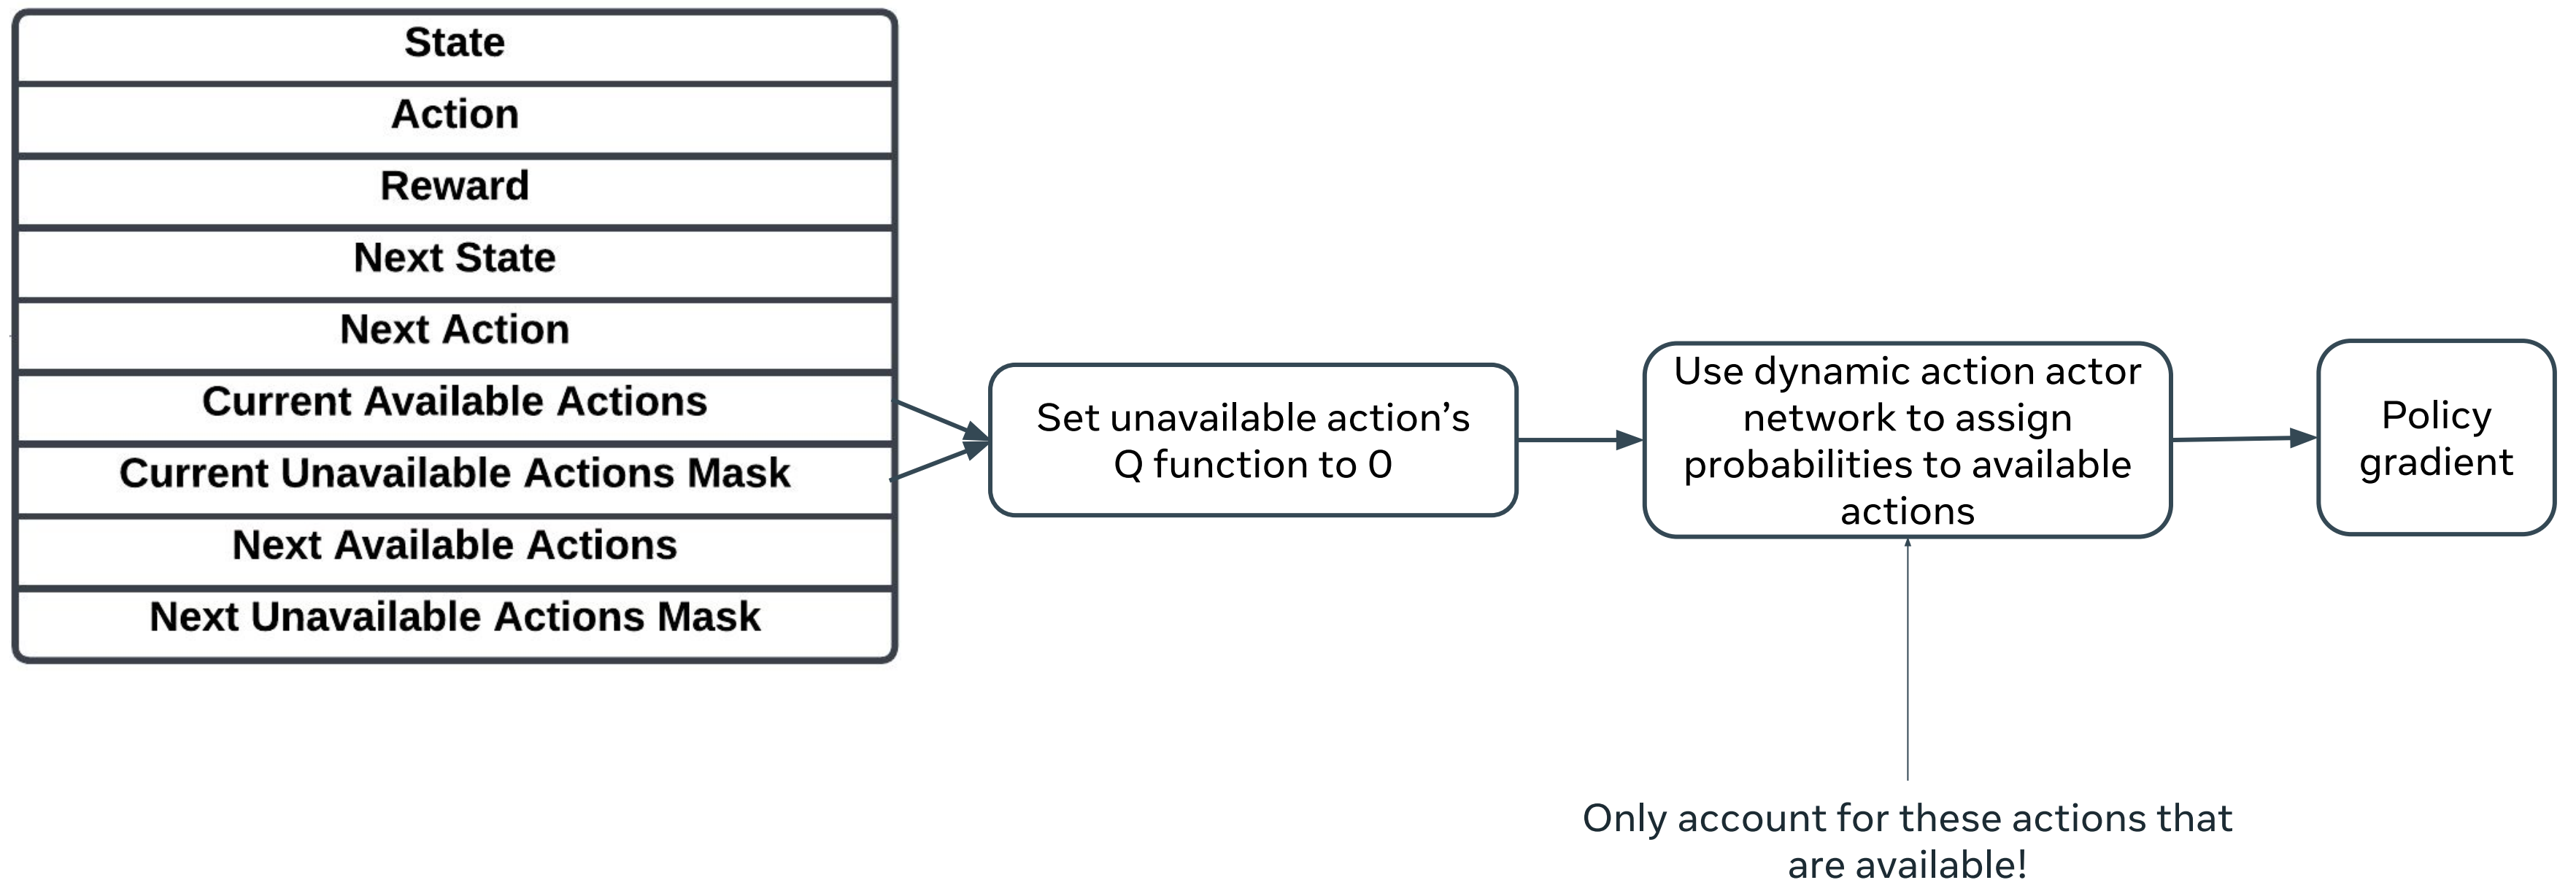 State
Action
Reward
Next State
Next Action
Current Available Actions
Current Unavailable Actions Mask
Next Available Actions
Next Unavailable Actions Mask
Set unavailable action’s
Q function to 0
Use dynamic action actor
network to assign
probabilities to available
actions
Policy
gradient
Only account for these actions that
are available!